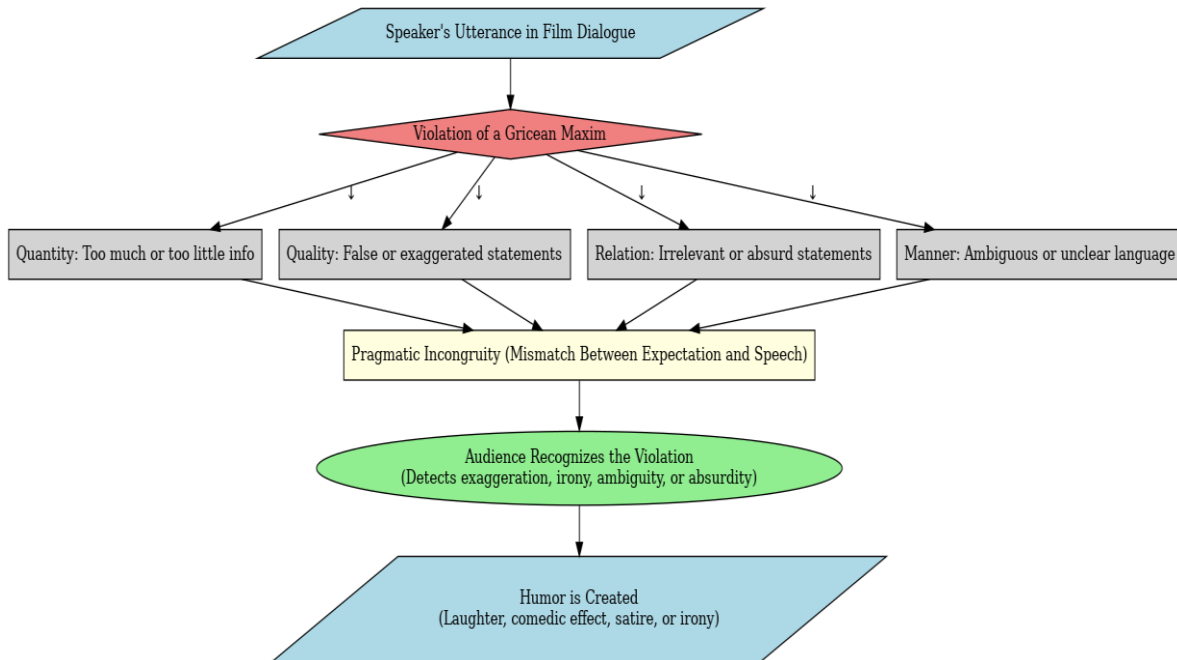 Speaker's Utterance in Film Dialogue
Violation of a Gricean Maxim
↓ ↓ ↓ ↓
Quantity: Too much or too little info
Quality: False or exaggerated statements
Relation: Irrelevant or absurd statements
Manner: Ambiguous or unclear language
Pragmatic Incongruity (Mismatch Between Expectation and Speech)
Audience Recognizes the Violation
(Detects exaggeration, irony, ambiguity, or absurdity)
Humor is Created
(Laughter, comedic effect, satire, or irony)